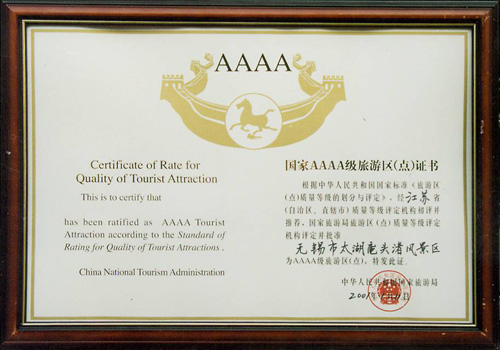 AAAA
Certificate of Rate for
Quality of Tourist Attraction
This is to certify that
has been ratified as AAAA Tourist
Attraction according to the Standard of
Rating for Quality of Tourist Attractions.
China National Tourism Administration
国家AAAA级旅游区(点)证书
根据中华人民共和国国家标准《旅游区
(点)质量等级的划分与评定》,经江苏省
(自治区、直辖市)质量等级评定机构初评并
推荐,国家旅游局旅游区(点)质量等级评定
机构评定并批准
无锡市太湖鼋头渚风景区
为AAAA级旅游区(点),特发此证。
中华人民共和国国家旅游局